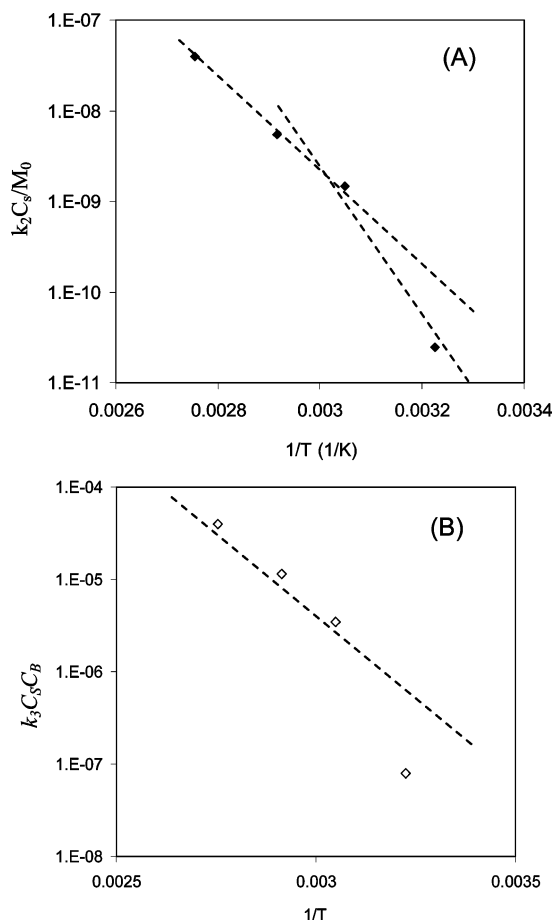 1.E-07
(A)
1.E-08
1.E-09
1.E-10
1.E-11
k₂Cₛ/M₀
0.0026 0.0028 0.003 0.0032 0.0034
1/T (1/K)
1.E-04
(B)
1.E-05
1.E-06
1.E-07
1.E-08
k₃C_SC_B
0.0025 0.003 0.0035
1/T